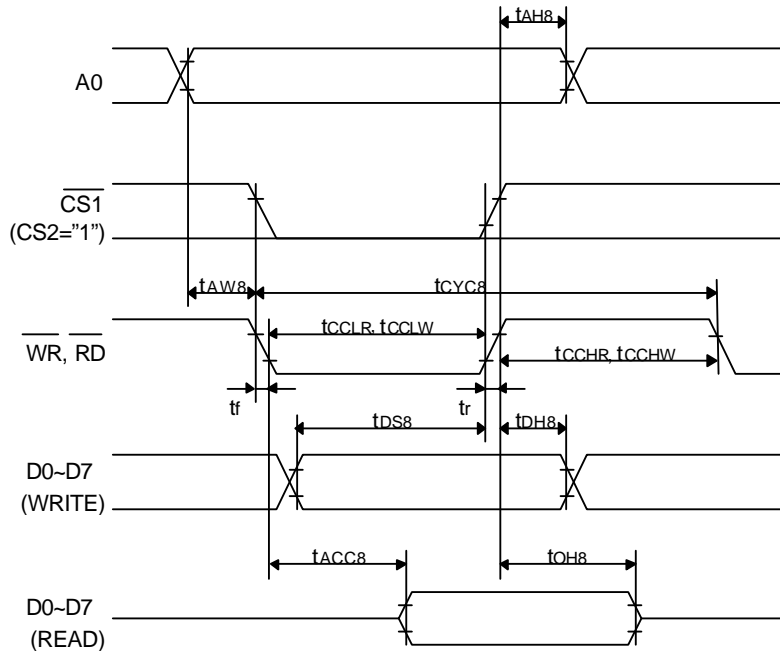 tAH8
A0
CS1
(CS2="1")
tAW8
tCYC8
tCCLR, tCCLW
WR, RD
tCCHR, tCCHW
tf
tr
tDS8
tDH8
D0~D7
(WRITE)
tACC8
tOH8
D0~D7
(READ)